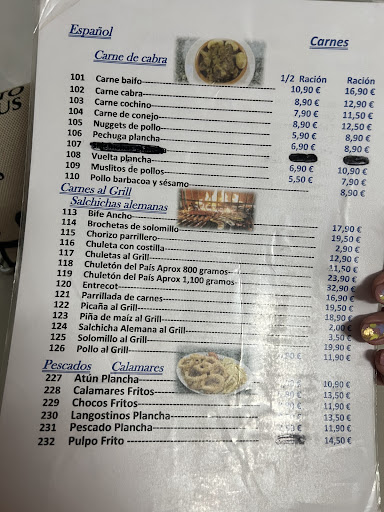 Español Carnes
Carne de cabra
1/2 Ración Ración
101 Carne baifo 10,90 € 16,90 €
102 Carne cabra 8,90 € 12,90 €
103 Carne cochino 7,90 € 11,50 €
104 Carne de conejo 8,90 € 12,50 €
105 Nuggets de pollo 5,90 € 8,90 €
106 Pechuga plancha 6,90 € 8,90 €
107
108 Vuelta plancha 6,90 € 10,90 €
109 Muslitos de pollos 5,50 € 7,90 €
110 Pollo barbacoa y sésamo 8,90 €
Carnes al Grill
Salchichas alemanas
113 Bife Ancho 17,90 €
114 Brochetas de solomillo 19,50 €
115 Chorizo parrillero 2,90 €
116 Chuleta con costilla 12,90 €
117 Chuletas al Grill 11,50 €
118 Chuletón del País Aprox 800 gramos 23,90 €
119 Chuletón del País Aprox 1,100 gramos 32,90 €
120 Entrecot 16,90 €
121 Parrillada de carnes 19,50 €
122 Picaña al Grill 18,90 €
123 Piña de maíz al Grill 2,00 €
124 Salchicha Alemana al Grill 3,50 €
125 Solomillo al Grill 19,90 €
126 Pollo al Grill 11,90 €
Pescados Calamares
227 Atún Plancha 10,90 €
228 Calamares Fritos 13,50 €
229 Chocos Fritos 11,90 €
230 Langostinos Plancha 13,50 €
231 Pescado Plancha 11,90 €
232 Pulpo Frito 14,50 €